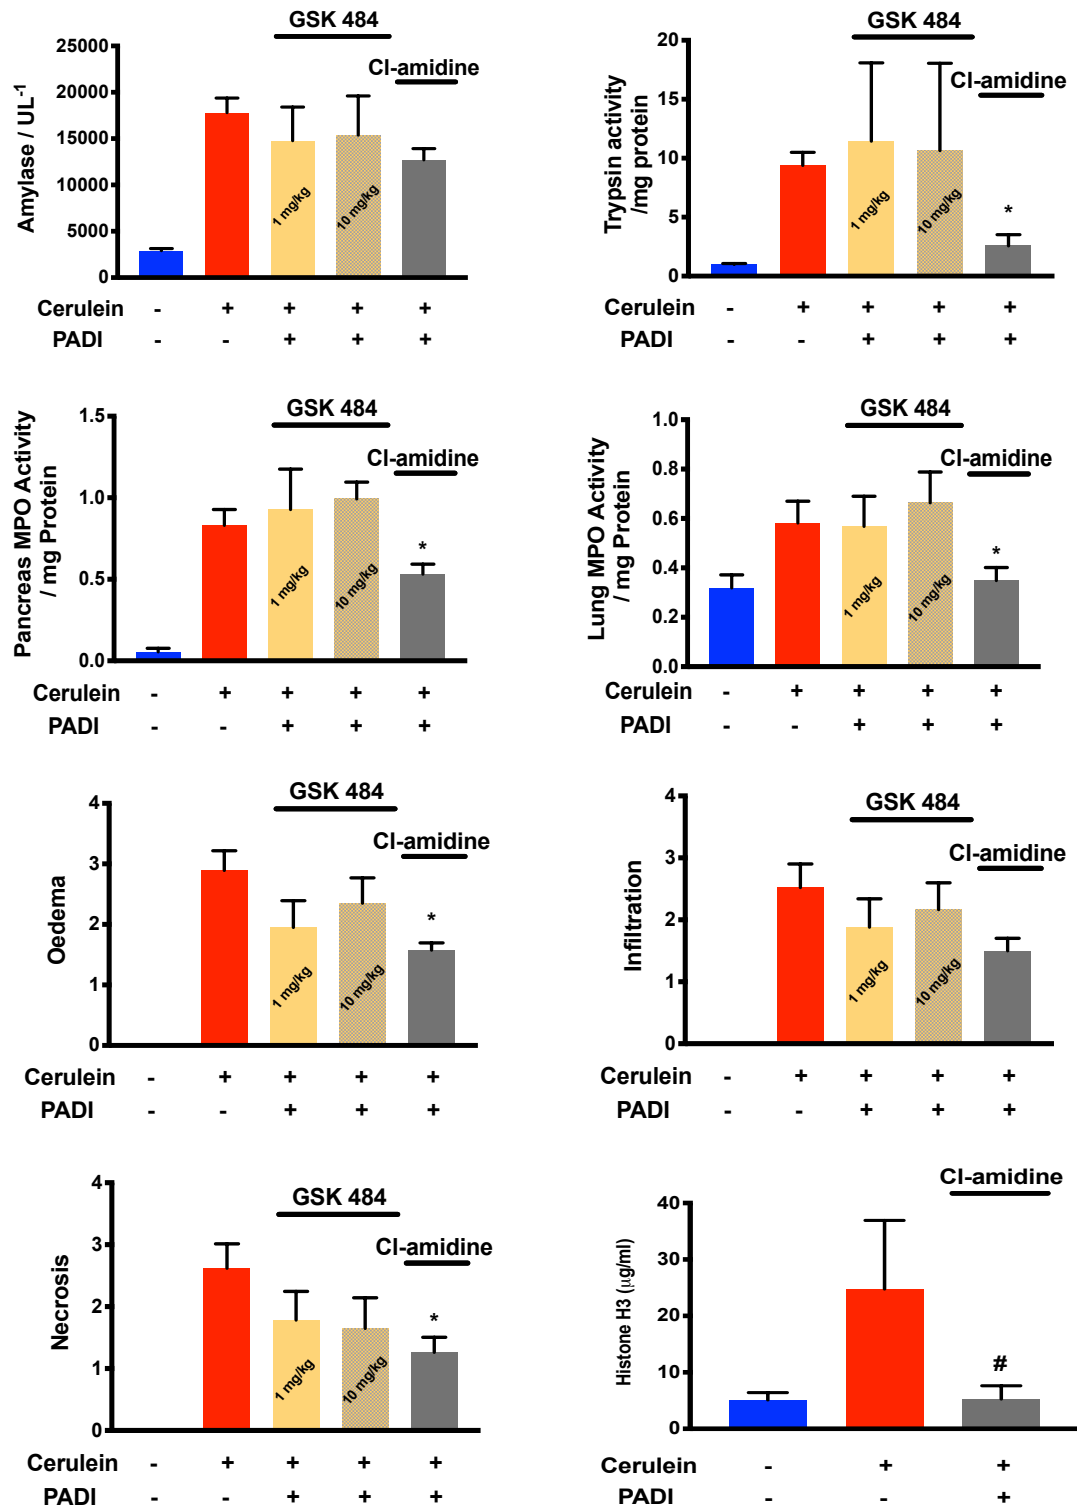 GSK 484
Cl-amidine
Amylase / UL-1
25000
20000
15000
10000
5000
0
1 mg/kg
10 mg/kg
Cerulein - + + + +
PADI - - + + +
GSK 484
Cl-amidine
Trypsin activity
/mg protein
20
15
10
5
0
1 mg/kg
10 mg/kg
*
Cerulein - + + + +
PADI - - + + +
GSK 484
Cl-amidine
Pancreas MPO Activity
/ mg Protein
1.5
1.0
0.5
0.0
1 mg/kg
10 mg/kg
*
Cerulein - + + + +
PADI - - + + +
GSK 484
Cl-amidine
Lung MPO Activity
/ mg Protein
1.0
0.8
0.6
0.4
0.2
0.0
1 mg/kg
10 mg/kg
*
Cerulein - + + + +
PADI - - + + +
GSK 484
Cl-amidine
Oedema
4
3
2
1
0
1 mg/kg
10 mg/kg
*
Cerulein - + + + +
PADI - - + + +
GSK 484
Cl-amidine
Infiltration
4
3
2
1
0
1 mg/kg
10 mg/kg
Cerulein - + + + +
PADI - - + + +
GSK 484
Cl-amidine
Necrosis
4
3
2
1
0
1 mg/kg
10 mg/kg
*
Cerulein - + + + +
PADI - - + + +
Cl-amidine
Histone H3 (μg/ml)
40
30
20
10
0
#
Cerulein - + +
PADI - - +